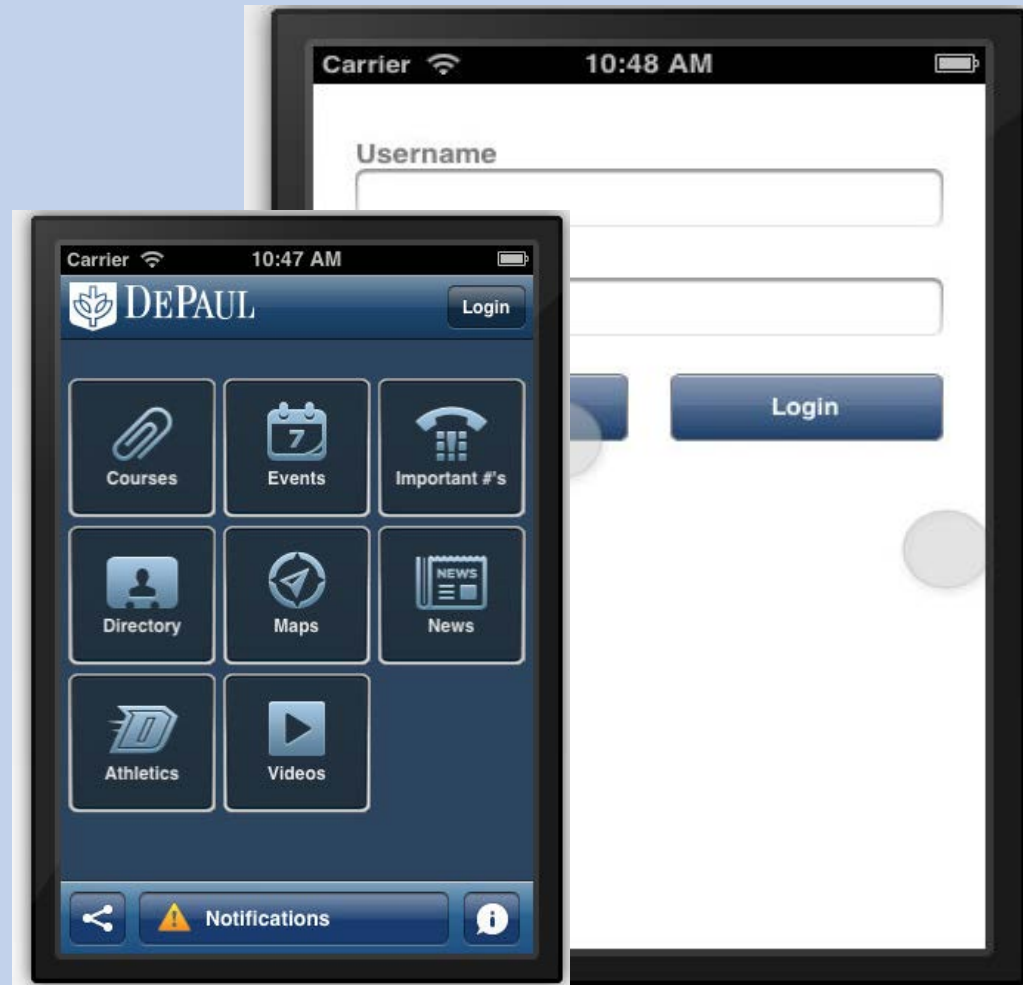 Carrier 10:48 AM
Username
Login
Carrier 10:47 AM
DEPAUL Login
Courses 7 Events Important #'s
Directory Maps NEWS News
D Athletics Videos
Notifications i